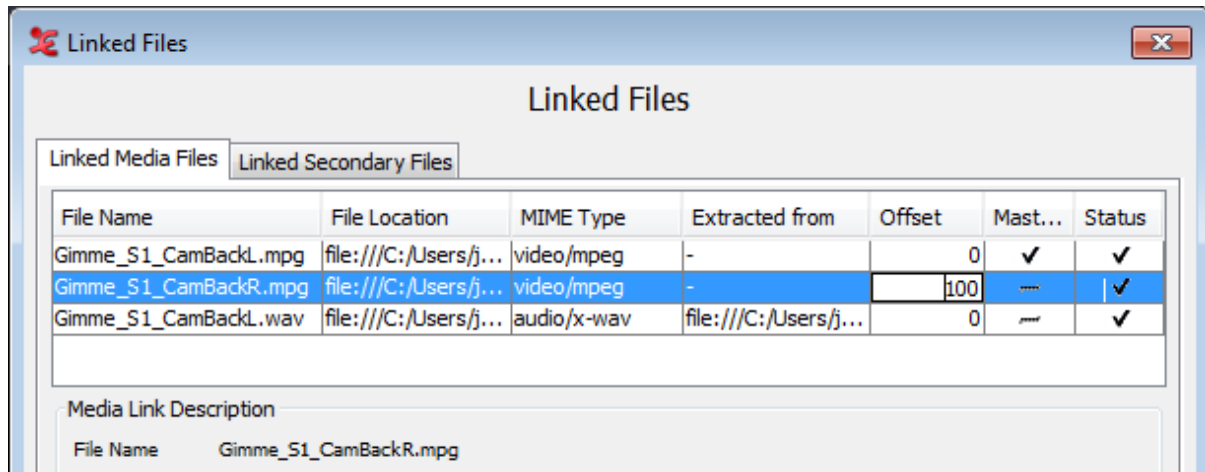 Linked Files
Linked Files
Linked Media Files Linked Secondary Files
File Name File Location MIME Type Extracted from Offset Mast... Status
Gimme_S1_CamBackL.mpg file:///C:/Users/j... video/mpeg - 0
Gimme_S1_CamBackR.mpg file:///C:/Users/j... video/mpeg - 100
Gimme_S1_CamBackL.wav file:///C:/Users/j... audio/x-wav file:///C:/Users/j... 0
Media Link Description
File Name Gimme_S1_CamBackR.mpg